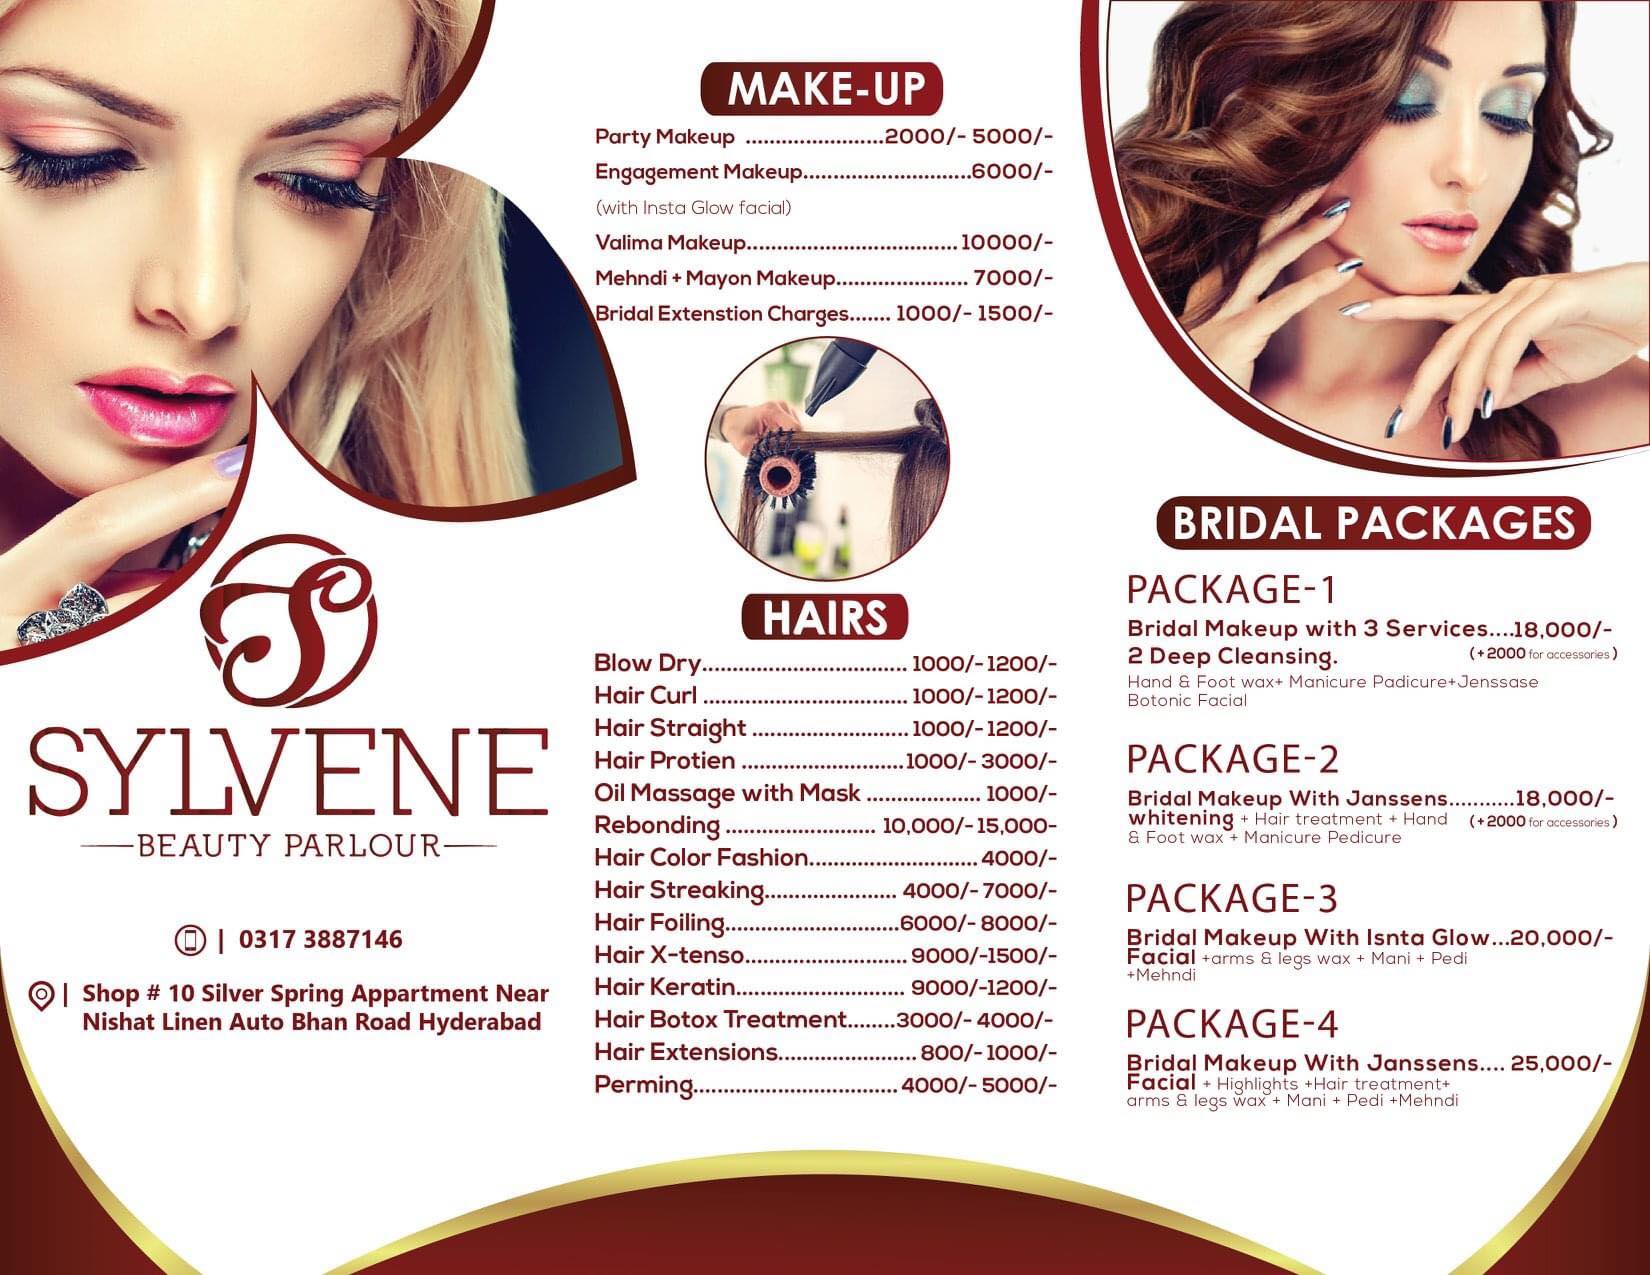 SYLVENE
BEAUTY PARLOUR
| 0317 3887146
| Shop # 10 Silver Spring Appartment Near
Nishat Linen Auto Bhan Road Hyderabad
MAKE-UP
Party Makeup .......................2000/- 5000/-
Engagement Makeup............................6000/-
(with Insta Glow facial)
Valima Makeup................................... 10000/-
Mehndi + Mayon Makeup...................... 7000/-
Bridal Extenstion Charges....... 1000/- 1500/-
HAIRS
Blow Dry.................................. 1000/- 1200/-
Hair Curl .................................. 1000/- 1200/-
Hair Straight .......................... 1000/- 1200/-
Hair Protien ...........................1000/- 3000/-
Oil Massage with Mask ................... 1000/-
Rebonding ......................... 10,000/- 15,000-
Hair Color Fashion............................ 4000/-
Hair Streaking...................... 4000/- 7000/-
Hair Foiling.............................6000/- 8000/-
Hair X-tenso........................... 9000/-1500/-
Hair Keratin............................ 9000/-1200/-
Hair Botox Treatment........3000/- 4000/-
Hair Extensions....................... 800/- 1000/-
Perming.................................. 4000/- 5000/-
BRIDAL PACKAGES
PACKAGE-1
Bridal Makeup with 3 Services....18,000/-
2 Deep Cleansing. (+2000 for accessories)
Hand & Foot wax+ Manicure Padicure+Jenssase
Botonic Facial
PACKAGE-2
Bridal Makeup With Janssens...........18,000/-
whitening + Hair treatment + Hand (+2000 for accessories)
& Foot wax + Manicure Pedicure
PACKAGE-3
Bridal Makeup With Isnta Glow...20,000/-
Facial +arms & legs wax + Mani + Pedi
+Mehndi
PACKAGE-4
Bridal Makeup With Janssens.... 25,000/-
Facial + Highlights +Hair treatment+
arms & legs wax + Mani + Pedi +Mehndi